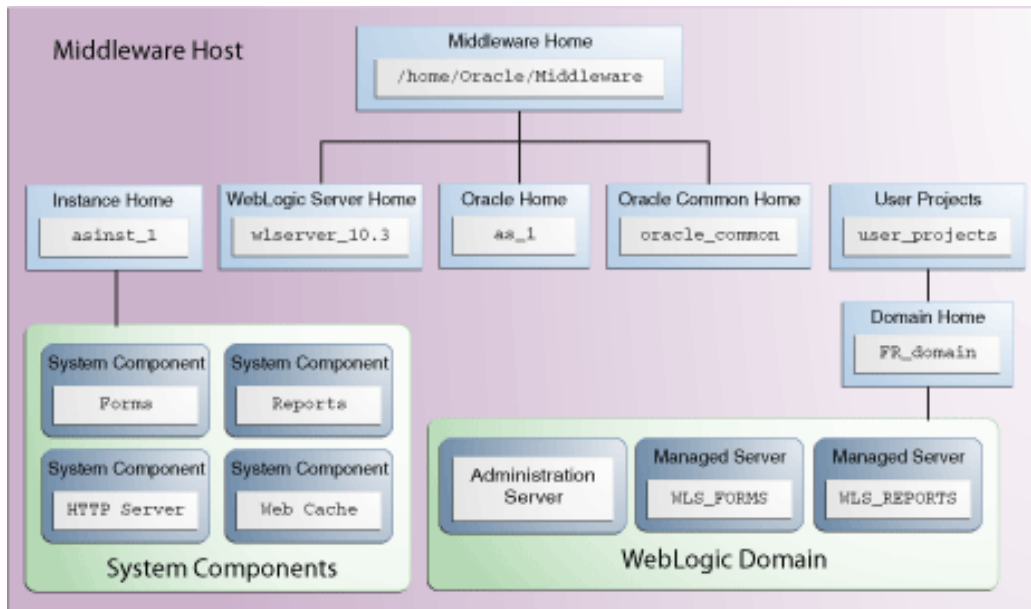 Middleware Host
Middleware Home
/home/Oracle/Middleware
Instance Home
asinst_1
WebLogic Server Home
wlserver_10.3
Oracle Home
as_1
Oracle Common Home
oracle_common
User Projects
user_projects
Domain Home
FR_domain
System Component
Forms
System Component
Reports
System Component
HTTP Server
System Component
Web Cache
System Components
Administration
Server
Managed Server
WLS_FORMS
Managed Server
WLS_REPORTS
WebLogic Domain